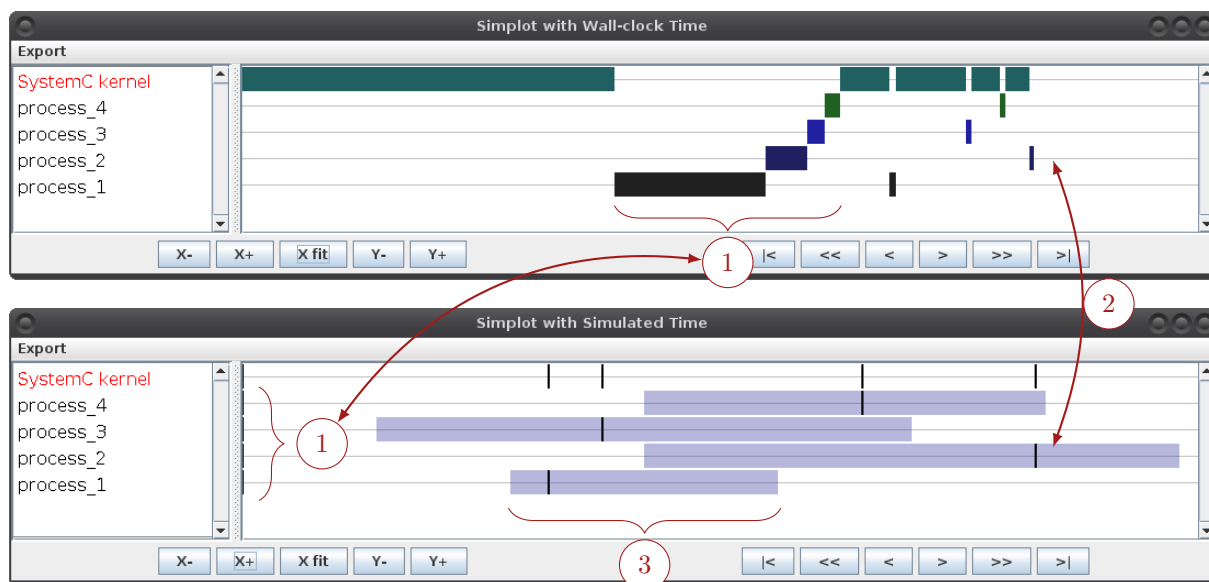 Simplot with Wall-clock Time
Export
SystemC kernel
process_4
process_3
process_2
process_1
X- X+ X fit Y- Y+ 1 |< << < > >> >|
2
Simplot with Simulated Time
Export
SystemC kernel
process_4
process_3
1
process_2
process_1
X- X+ X fit Y- Y+ 3 |< << < > >> >|